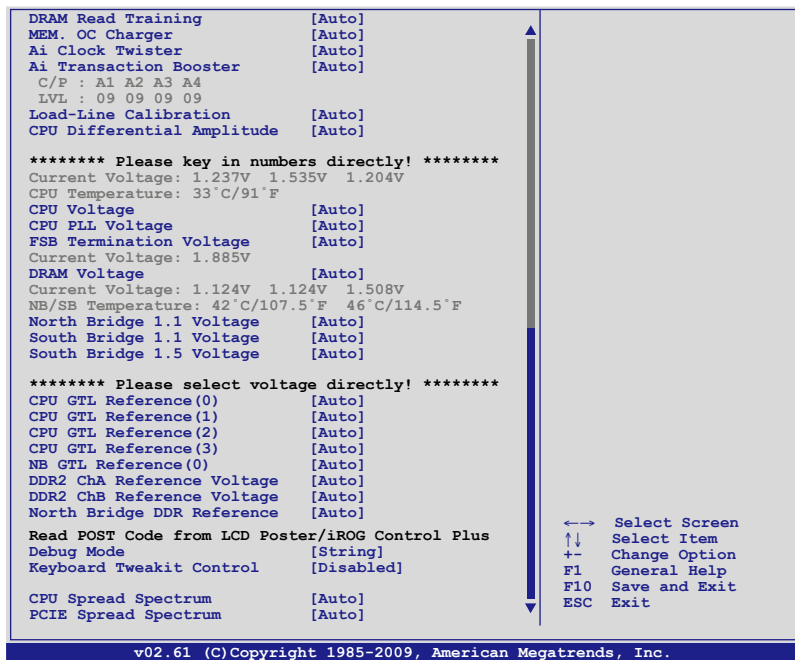 DRAM Read Training [Auto]
MEM. OC Charger [Auto]
Ai Clock Twister [Auto]
Ai Transaction Booster [Auto]
C/P : A1 A2 A3 A4
LVL : 09 09 09 09
Load-Line Calibration [Auto]
CPU Differential Amplitude [Auto]
******** Please key in numbers directly! ********
Current Voltage: 1.237V 1.535V 1.204V
CPU Temperature: 33˚C/91˚F
CPU Voltage [Auto]
CPU PLL Voltage [Auto]
FSB Termination Voltage [Auto]
Current Voltage: 1.885V
DRAM Voltage [Auto]
Current Voltage: 1.124V 1.124V 1.508V
NB/SB Temperature: 42˚C/107.5˚F 46˚C/114.5˚F
North Bridge 1.1 Voltage [Auto]
South Bridge 1.1 Voltage [Auto]
South Bridge 1.5 Voltage [Auto]
******** Please select voltage directly! ********
CPU GTL Reference(0) [Auto]
CPU GTL Reference(1) [Auto]
CPU GTL Reference(2) [Auto]
CPU GTL Reference(3) [Auto]
NB GTL Reference(0) [Auto]
DDR2 ChA Reference Voltage [Auto]
DDR2 ChB Reference Voltage [Auto]
North Bridge DDR Reference [Auto]
Read POST Code from LCD Poster/iROG Control Plus
Debug Mode [String]
Keyboard Tweakit Control [Disabled]
CPU Spread Spectrum [Auto]
PCIE Spread Spectrum [Auto]
←→ Select Screen
↑↓ Select Item
+- Change Option
F1 General Help
F10 Save and Exit
ESC Exit
v02.61 (C)Copyright 1985-2009, American Megatrends, Inc.